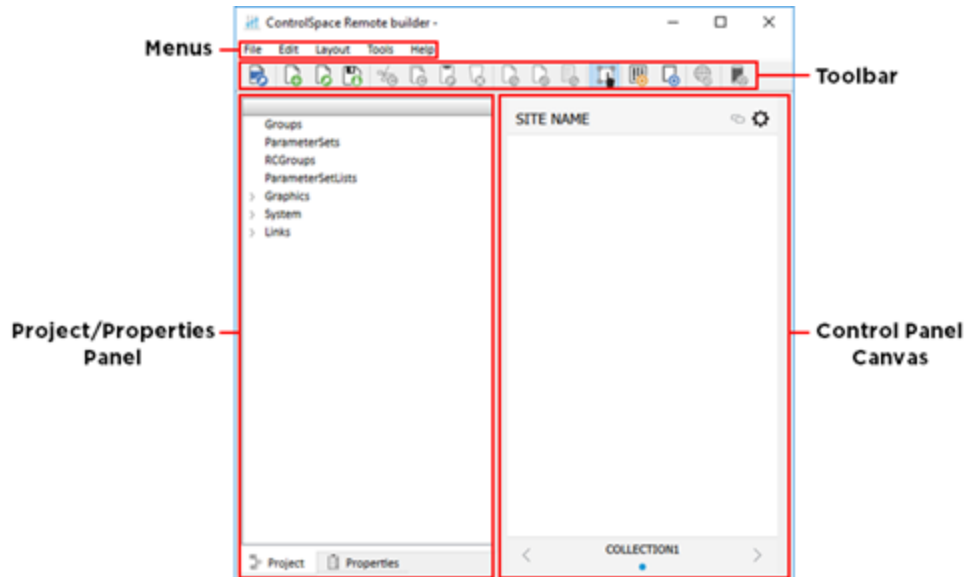 ControlSpace Remote builder -
Menus
File Edit Layout Tools Help
Toolbar
SITE NAME
Groups
ParameterSets
RCGroups
ParameterSetLists
Graphics
System
Links
Project/Properties
Panel
Control Panel
Canvas
COLLECTION1
Project Properties